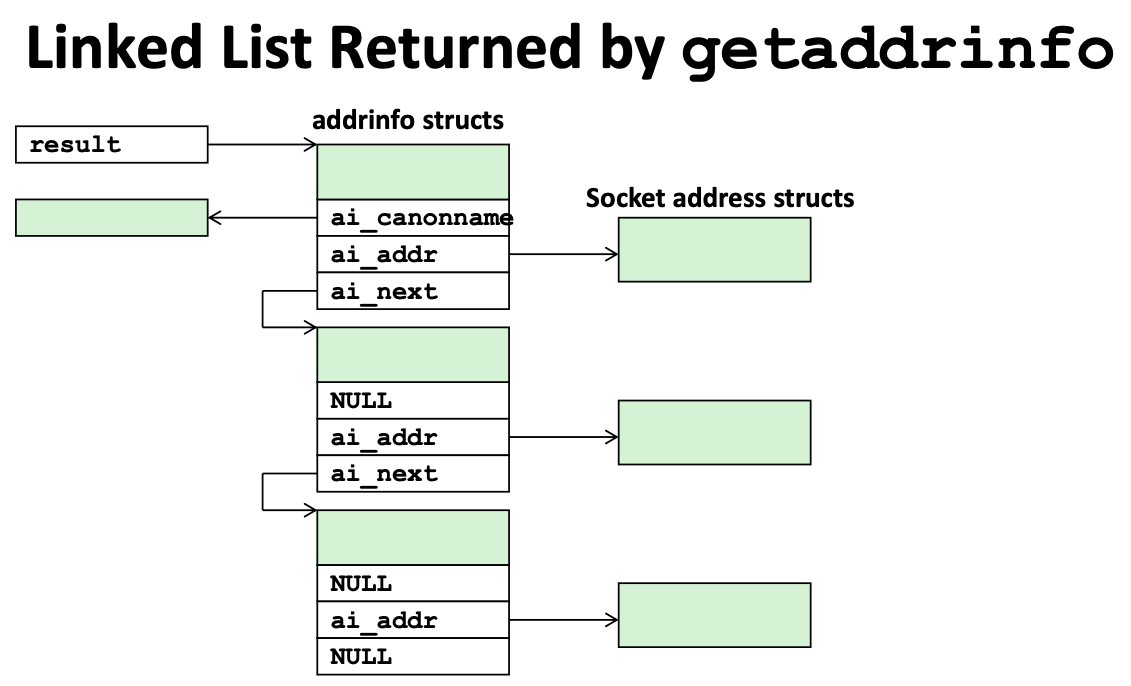 Linked List Returned by getaddrinfo
addrinfo structs
result
Socket address structs
ai_canonname
ai_addr
ai_next
NULL
ai_addr
ai_next
NULL
ai_addr
NULL